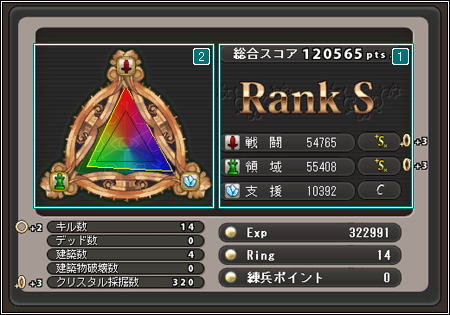 2
総合スコア 120565 pts. 1
Rank S
戦 闘 54765 S +3
領 域 55408 S +3
支 援 10392 C
+2 キル数 14
デッド数 0
建築数 4
建築物破壊数 0
+3 クリスタル採掘数 320
Exp 322991
Ring 14
錬兵ポイント 0